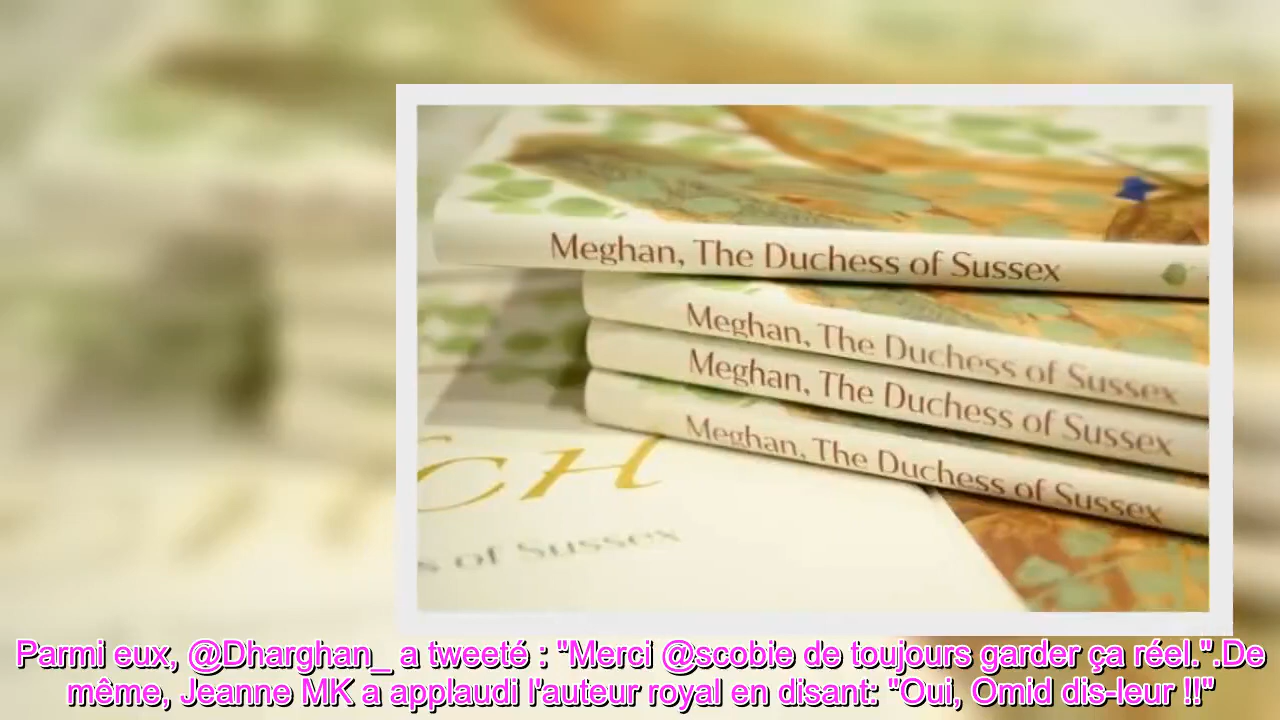 Meghan, The Duchess of Sussex
Meghan, The Duchess of Sussex
Meghan, The Duchess of Sussex
Meghan, The Duchess of Sussex
CH
s of Sussex
Parmi eux, @Dharghan_ a tweeté : "Merci @scobie de toujours garder ça réel.".De
même, Jeanne MK a applaudi l'auteur royal en disant: "Oui, Omid dis-leur !!"